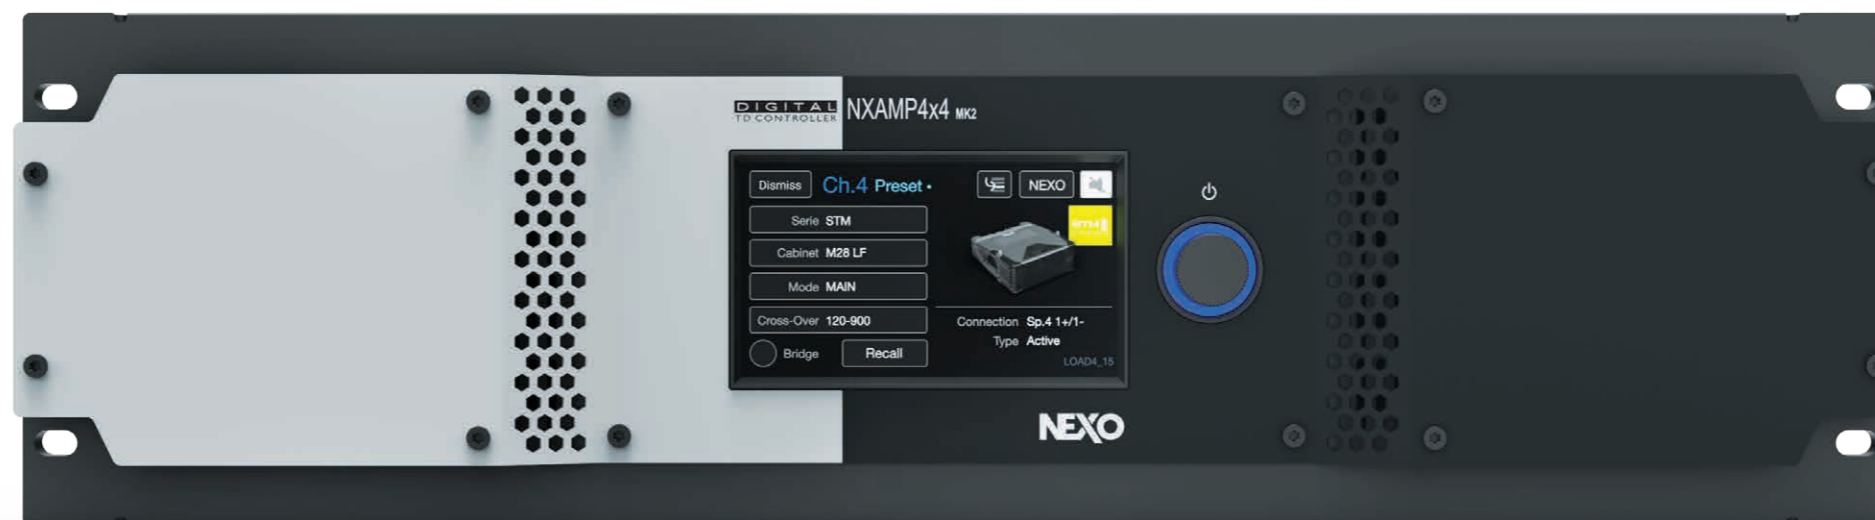 DIGITAL
TD CONTROLLER
NXAMP4x4 MK2
Dismiss
Ch.4 Preset •
NEXO
Serie STM
Cabinet M28 LF
Mode MAIN
Cross-Over 120-900
Bridge
Recall
Connection Sp.4 1+/1-
Type Active
LOAD4_15
NEXO